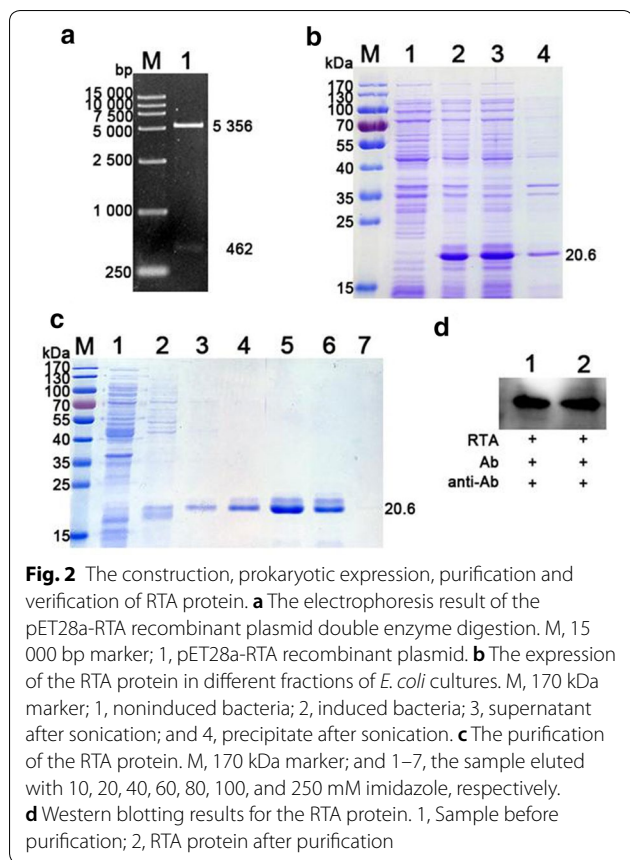 a
M 1
bp
15 000
10 000
7 500
5 000
2 500
1 000
250
5 356
462
b
kDa M 1 2 3 4
170
130
100
70
55
40
35
25
15
20.6
c
kDa M 1 2 3 4 5 6 7
170
130
100
70
55
40
35
25
15
20.6
d
1 2
RTA + +
Ab + +
anti-Ab + +
Fig. 2 The construction, prokaryotic expression, purification and
verification of RTA protein. a The electrophoresis result of the
pET28a-RTA recombinant plasmid double enzyme digestion. M, 15
000 bp marker; 1, pET28a-RTA recombinant plasmid. b The expression
of the RTA protein in different fractions of E. coli cultures. M, 170 kDa
marker; 1, noninduced bacteria; 2, induced bacteria; 3, supernatant
after sonication; and 4, precipitate after sonication. c The purification
of the RTA protein. M, 170 kDa marker; and 1–7, the sample eluted
with 10, 20, 40, 60, 80, 100, and 250 mM imidazole, respectively.
d Western blotting results for the RTA protein. 1, Sample before
purification; 2, RTA protein after purification